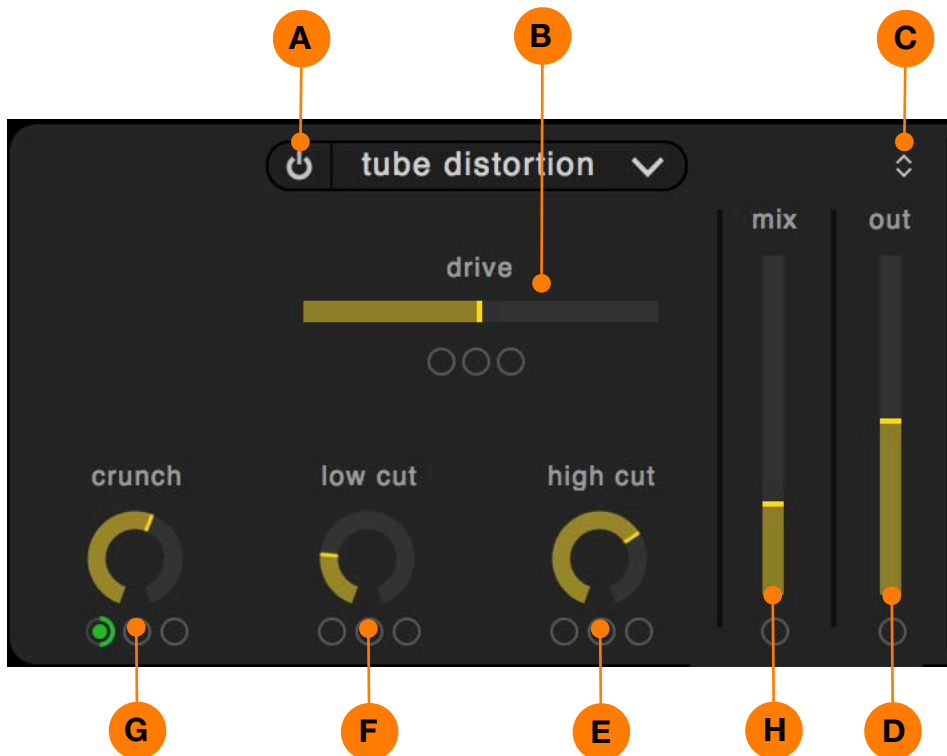 A
B
C
tube distortion
mix
out
drive
crunch
low cut
high cut
G
F
E
H
D